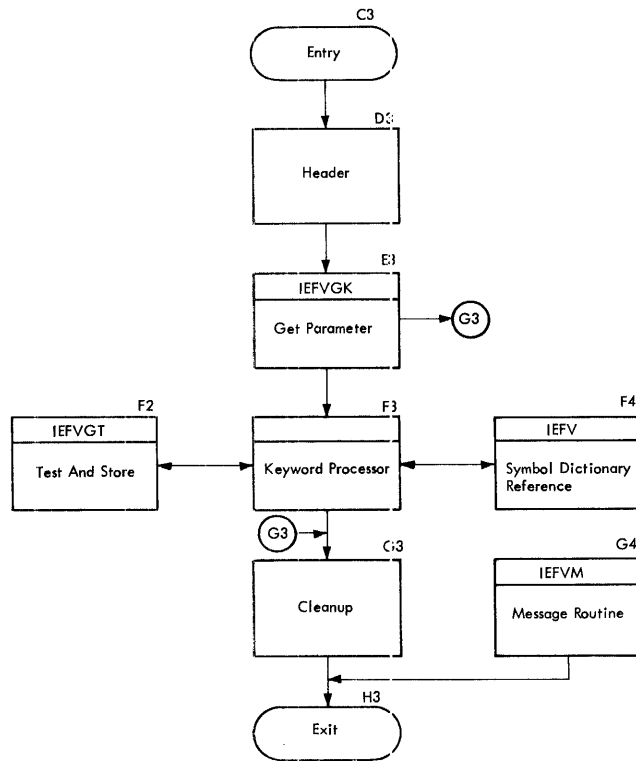 C3
Entry
D3
Header
E3
IEFVGK
Get Parameter
G3
F2
F3
F4
IEFVGT
IEFV
Test And Store
Keyword Processor
Symbol Dictionary
Reference
G3
G3
G4
IEFVM
Cleanup
Message Routine
H3
Exit